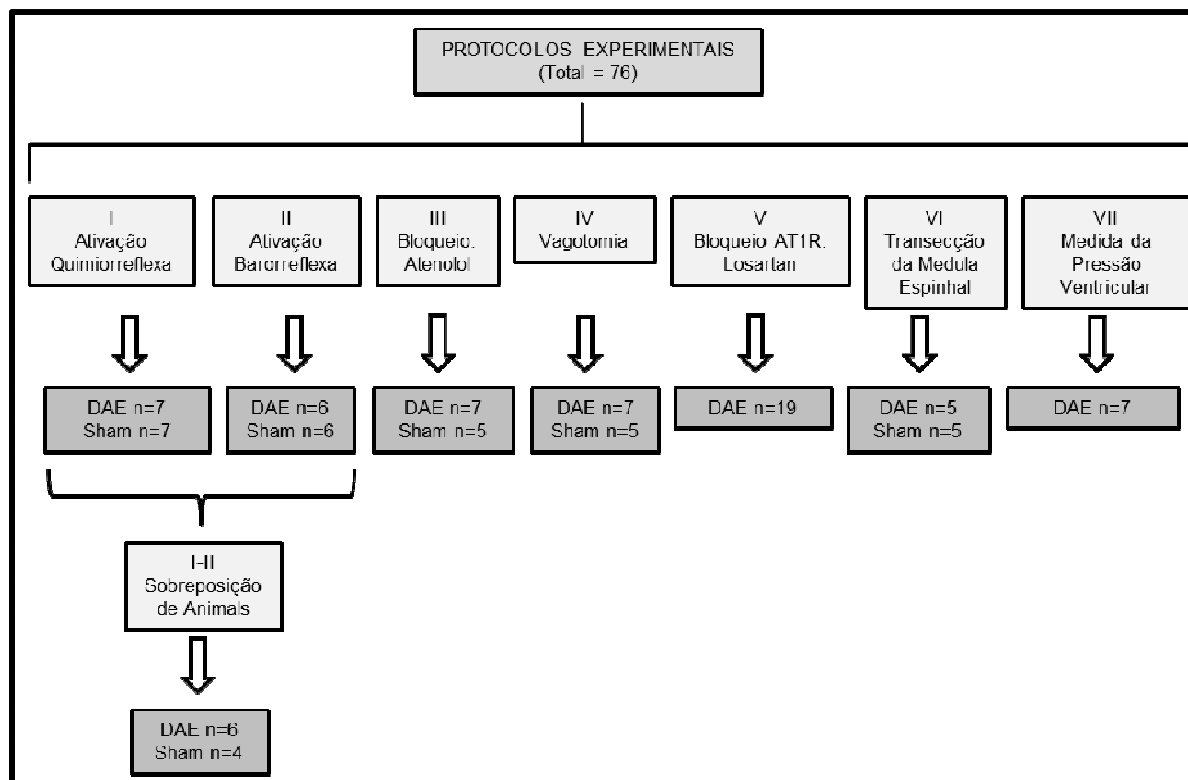 PROTOCOLOS EXPERIMENTAIS
(Total = 76)
I
Ativação
Quimiorreflexa
II
Ativação
Barorreflexa
III
Bloqueio.
Atenolol
IV
Vagotomia
V
Bloqueio AT1R.
Losartan
VI
Transecção
da Medula
Espinhal
VII
Medida da
Pressão
Ventricular
DAE n=7
Sham n=7
DAE n=6
Sham n=6
DAE n=7
Sham n=5
DAE n=7
Sham n=5
DAE n=19
DAE n=5
Sham n=5
DAE n=7
I-II
Sobreposição
de Animais
DAE n=6
Sham n=4